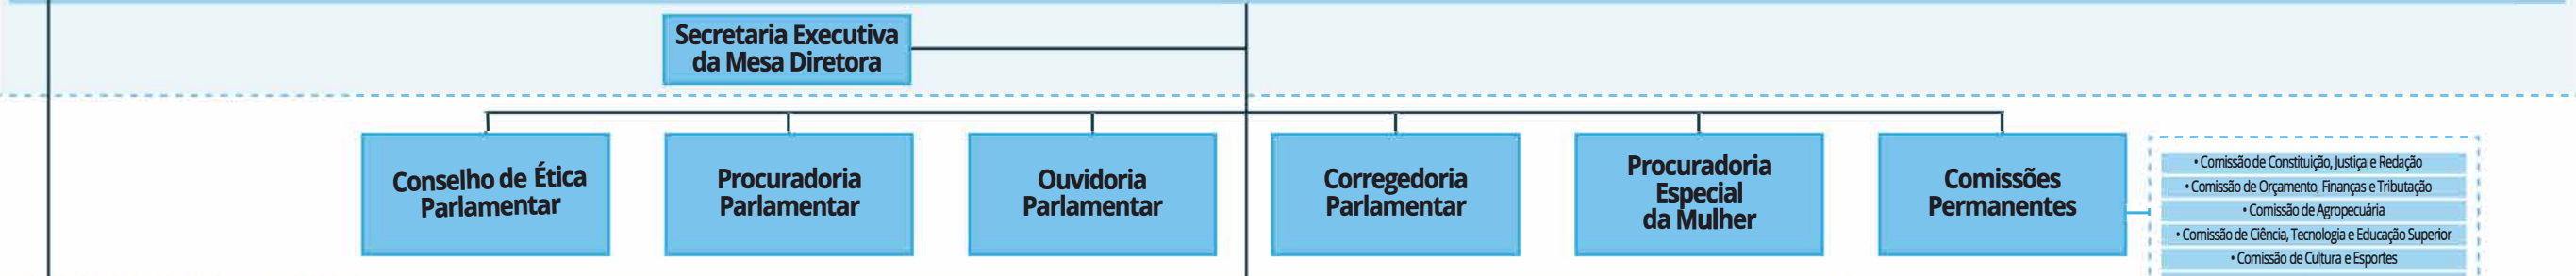 Secretaria Executiva
da Mesa Diretora
Conselho de Ética
Parlamentar
Procuradoria
Parlamentar
Ouvidoria
Parlamentar
Corregedoria
Parlamentar
Procuradoria
Especial
da Mulher
Comissões
Permanentes
• Comissão de Constituição, Justiça e Redação
• Comissão de Orçamento, Finanças e Tributação
• Comissão de Agropecuária
• Comissão de Ciência, Tecnologia e Educação Superior
• Comissão de Cultura e Esportes